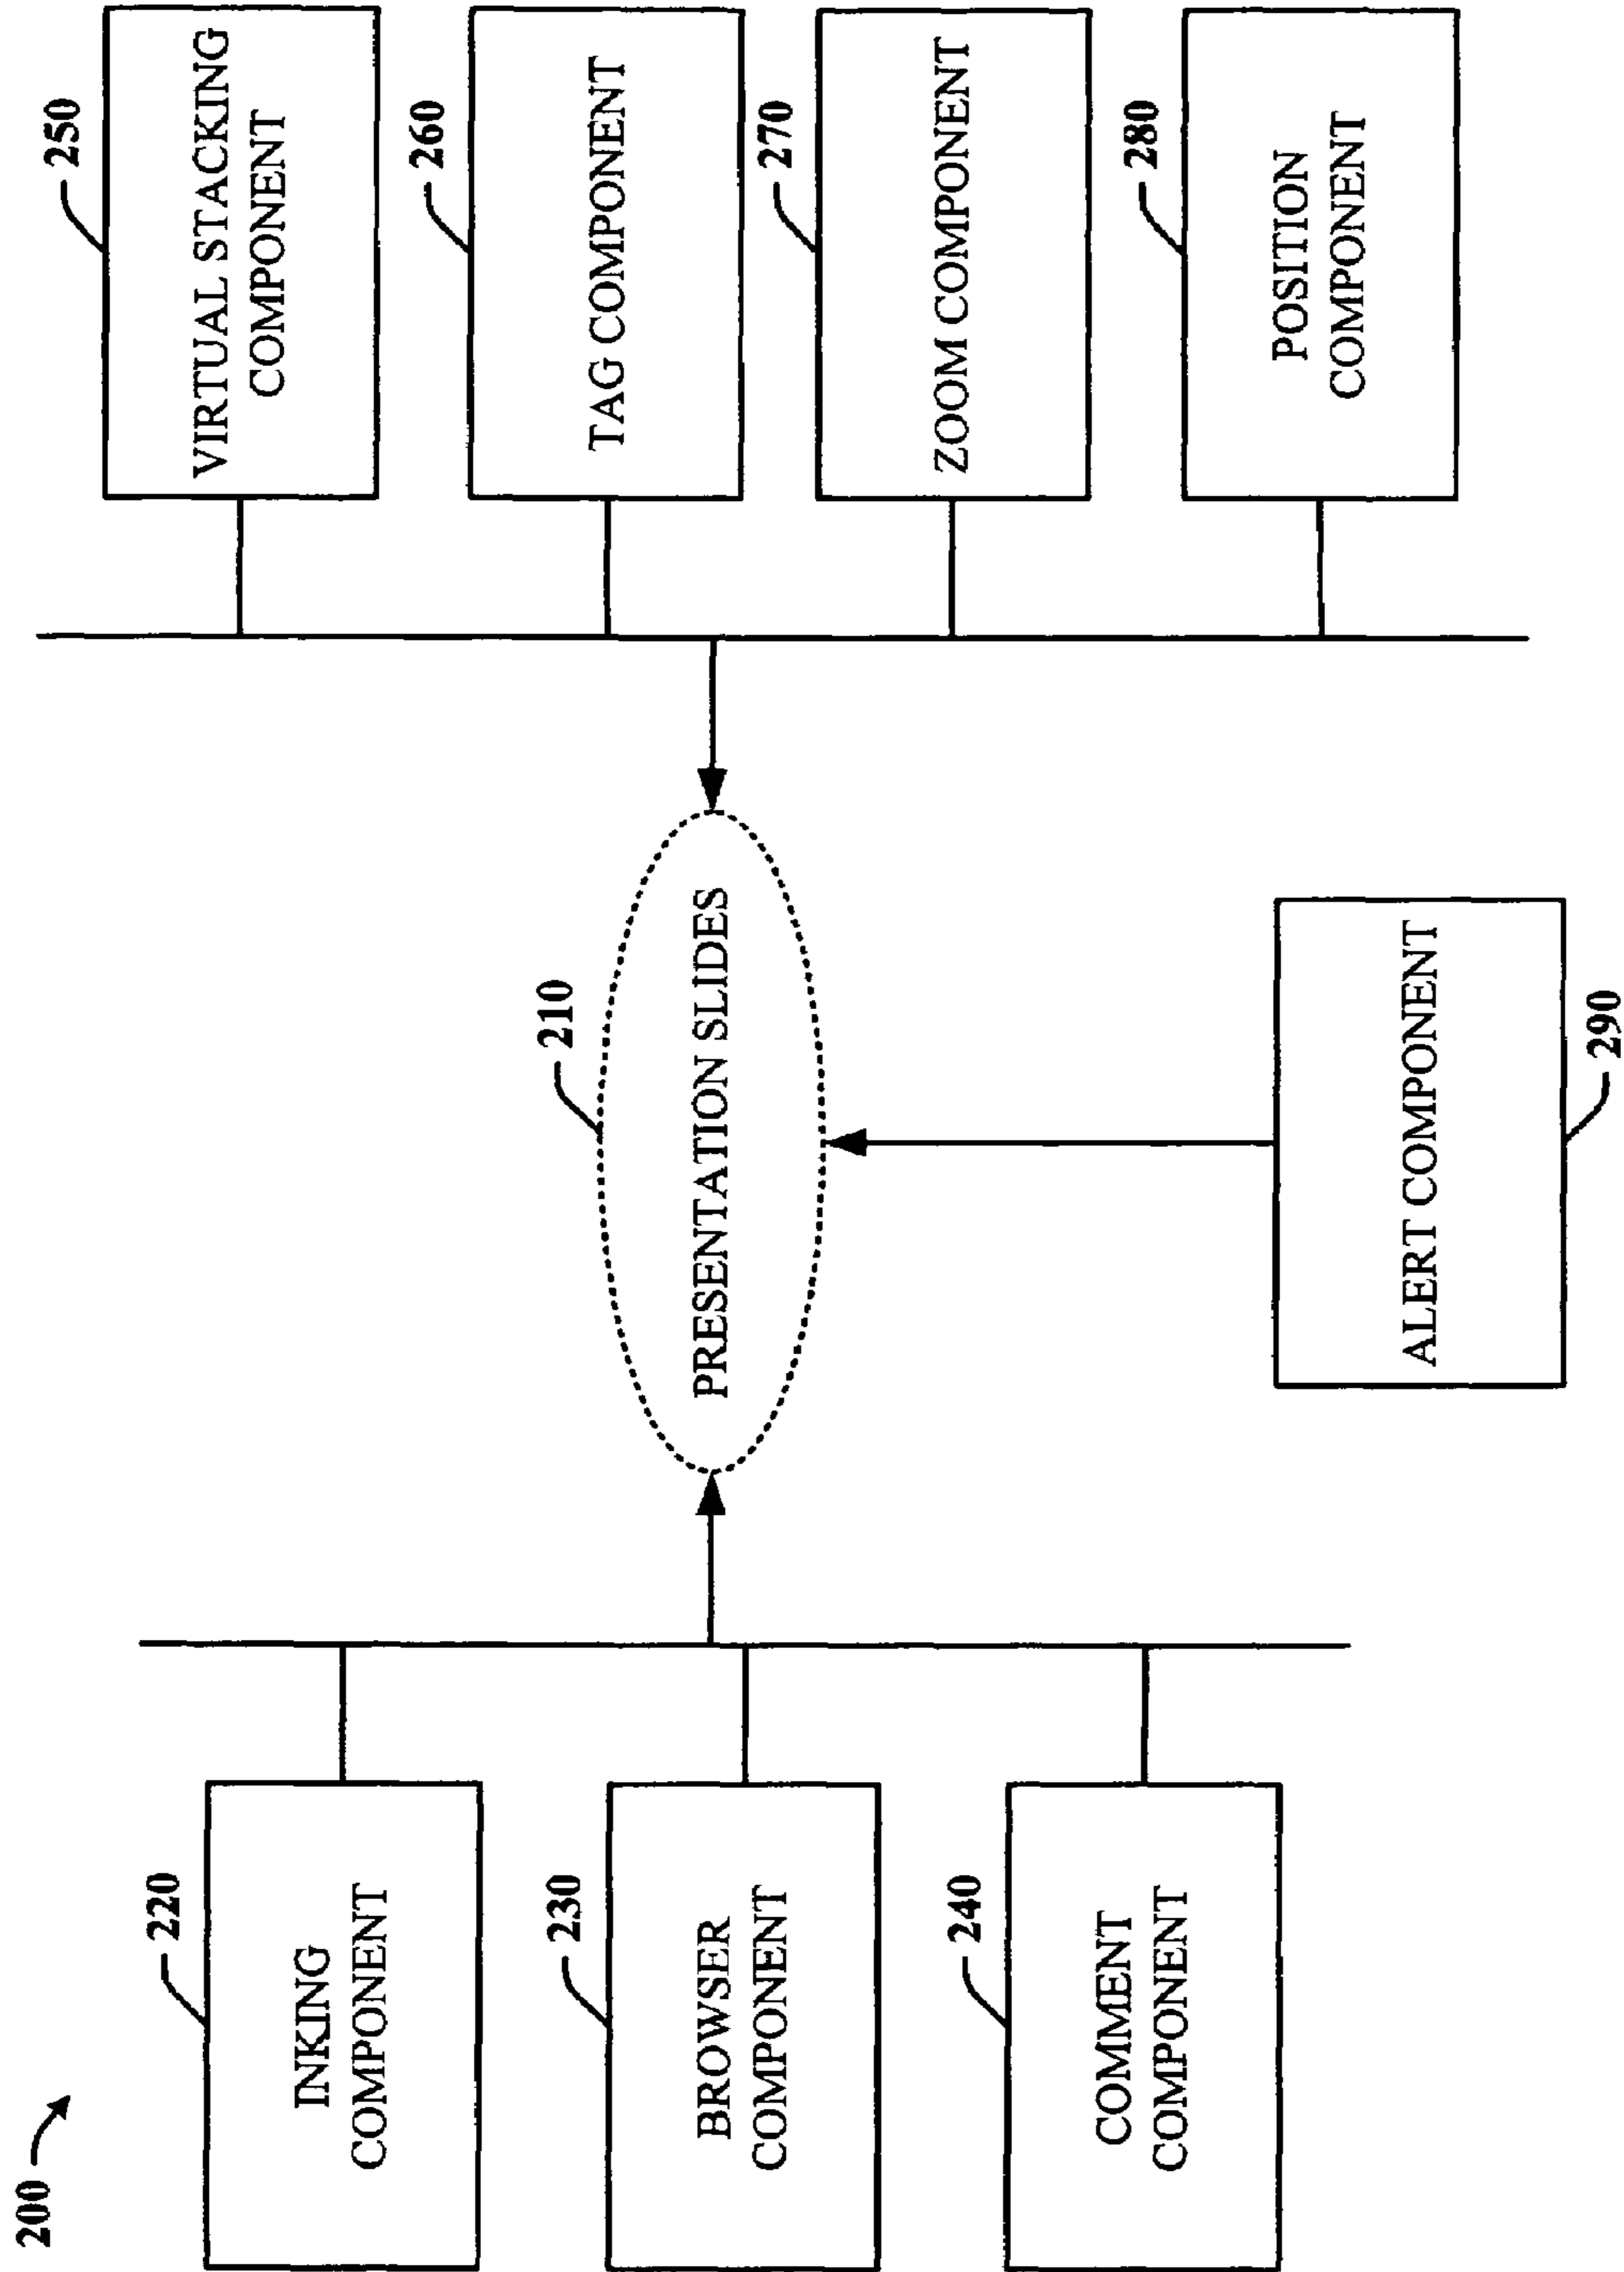 200
220
INKING
COMPONENT
230
BROWSER
COMPONENT
240
COMMENT
COMPONENT
210
PRESENTATION SLIDES
ALERT COMPONENT
290
250
VIRTUAL STACKING
COMPONENT
260
TAG COMPONENT
270
ZOOM COMPONENT
280
POSITION
COMPONENT